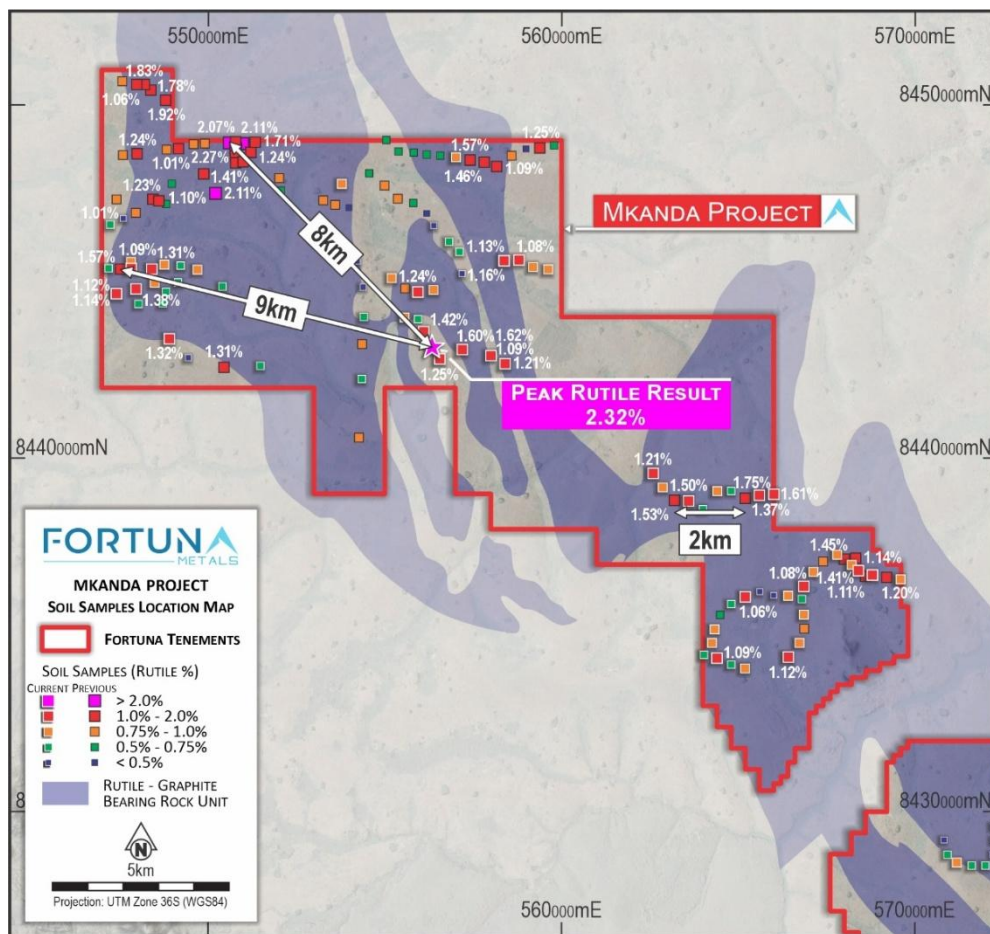 550000mE
560000mE
570000mE
8450000mN
1.83%
1.78%
1.06%
1.92%
2.07%
2.11%
1.71%
1.24%
1.01%
2.27%
1.24%
1.41%
2.11%
1.23%
1.10%
1.01%
1.57%
1.46%
1.25%
1.09%
MKANDA PROJECT
8km
1.57%
1.09%
1.31%
1.12%
1.14%
1.38%
9km
1.13%
1.08%
1.16%
1.24%
1.42%
1.60%
1.62%
1.09%
1.21%
1.25%
1.32%
1.31%
PEAK RUTILE RESULT
2.32%
8440000mN
8440000mN
1.21%
1.50%
1.75%
1.61%
1.53%
1.37%
2km
1.45%
1.14%
1.08%
1.41%
1.11%
1.20%
1.06%
1.09%
1.12%
FORTUNA
METALS
MKANDA PROJECT
SOIL SAMPLES LOCATION MAP
FORTUNA TENEMENTS
SOIL SAMPLES (RUTILE %)
CURRENT PREVIOUS
> 2.0%
1.0% - 2.0%
0.75% - 1.0%
0.5% - 0.75%
< 0.5%
RUTILE - GRAPHITE
BEARING ROCK UNIT
N
5km
Projection: UTM Zone 36S (WGS84)
8430000mN
560000mE
570000mE